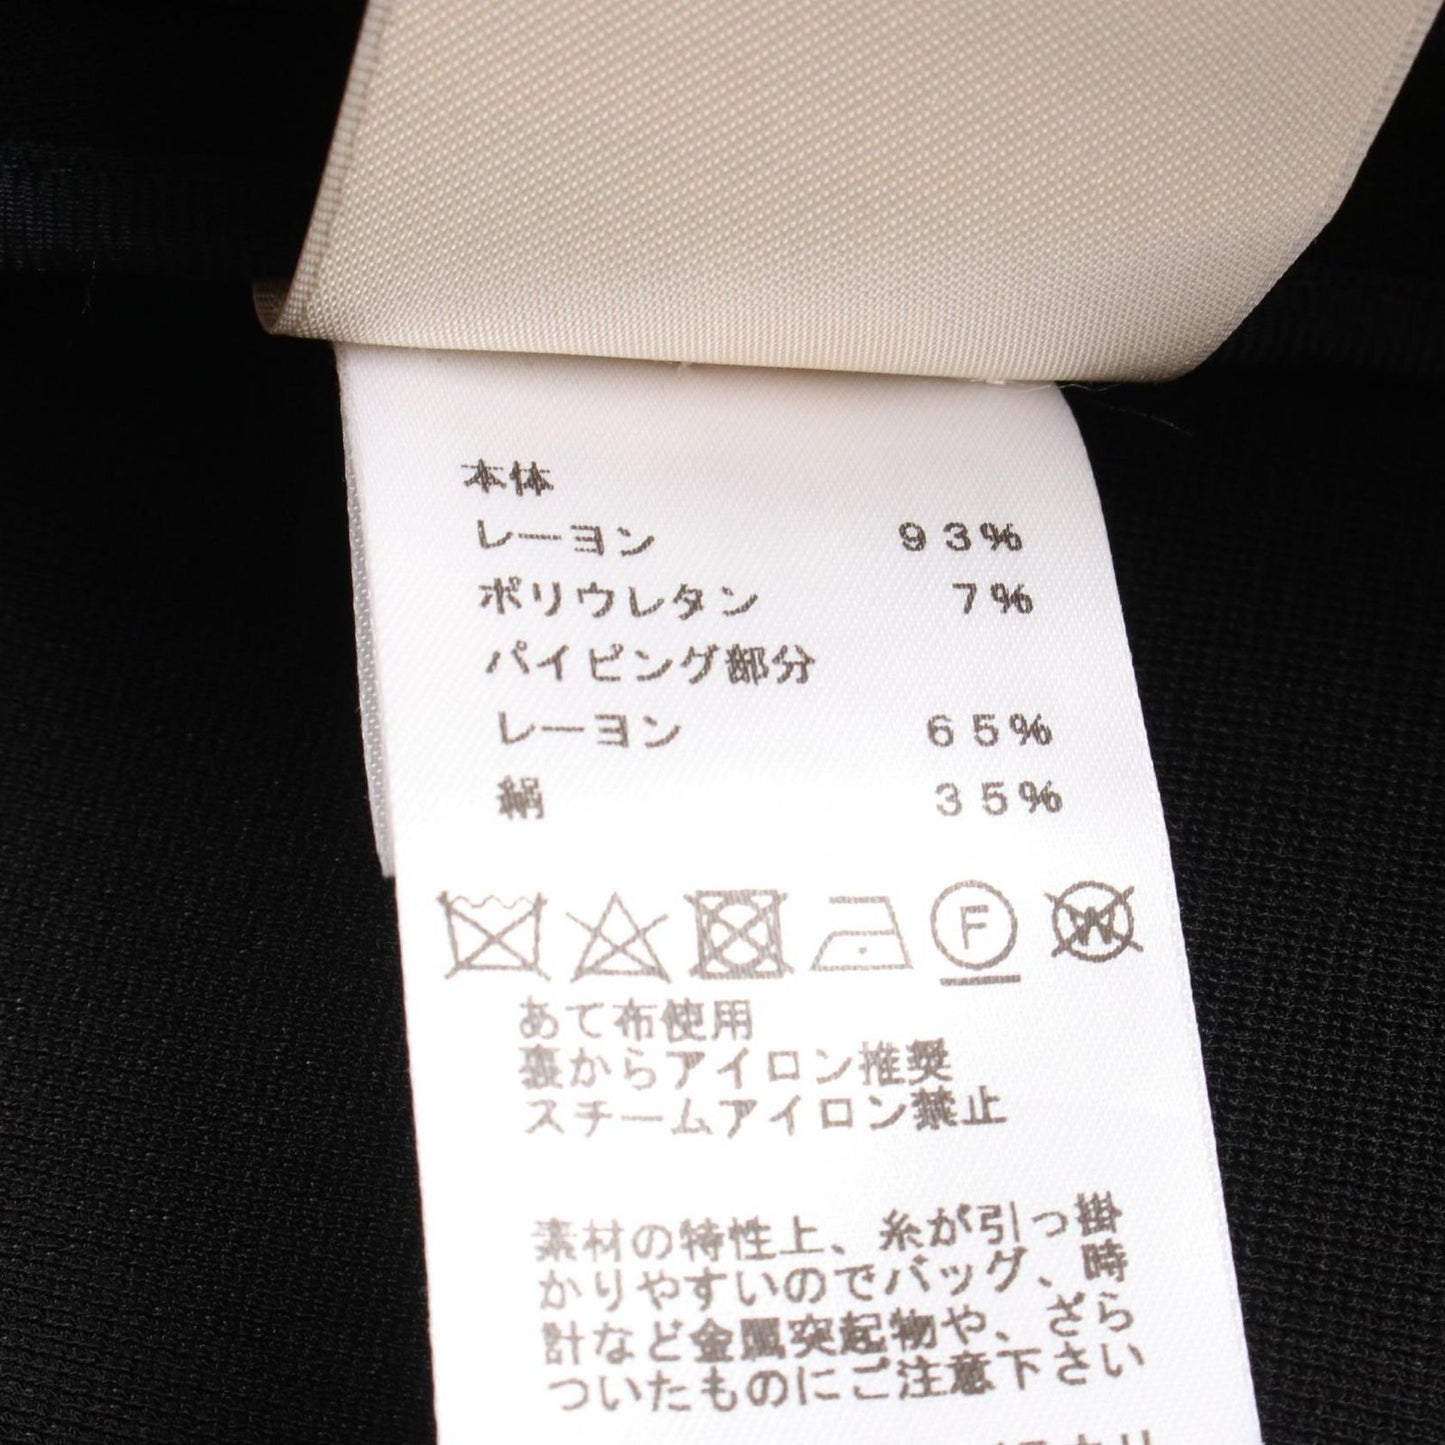 本体
レーヨン 93%
ポリウレタン 7%
パイピング部分
レーヨン 65%
絹 35%
F W
あて布使用
裏からアイロン推奨
スチームアイロン禁止
素材の特性上、糸が引っ掛
かりやすいのでバッグ、時
計など金属突起物や、ざら
ついたものにご注意下さい